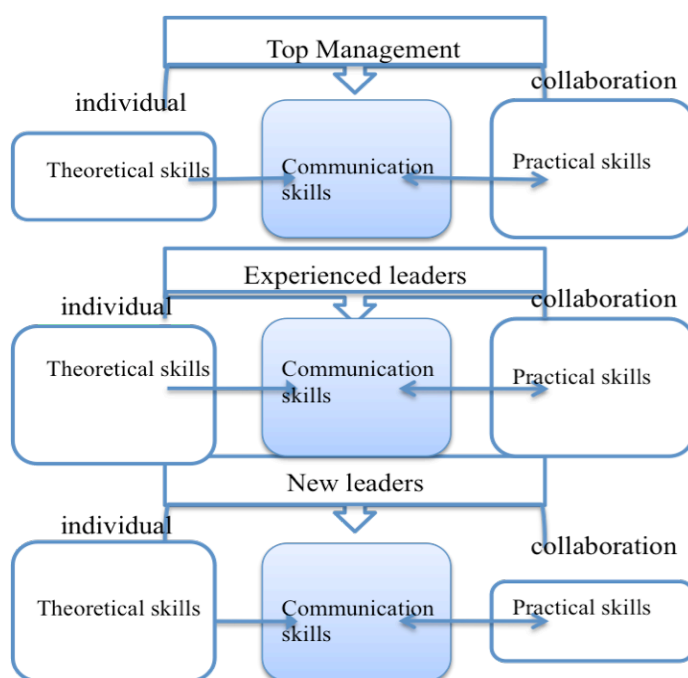 Top Management
individual
collaboration
Theoretical skills
Communication
skills
Practical skills
Experienced leaders
individual
collaboration
Theoretical skills
Communication
skills
Practical skills
New leaders
individual
collaboration
Theoretical skills
Communication
skills
Practical skills